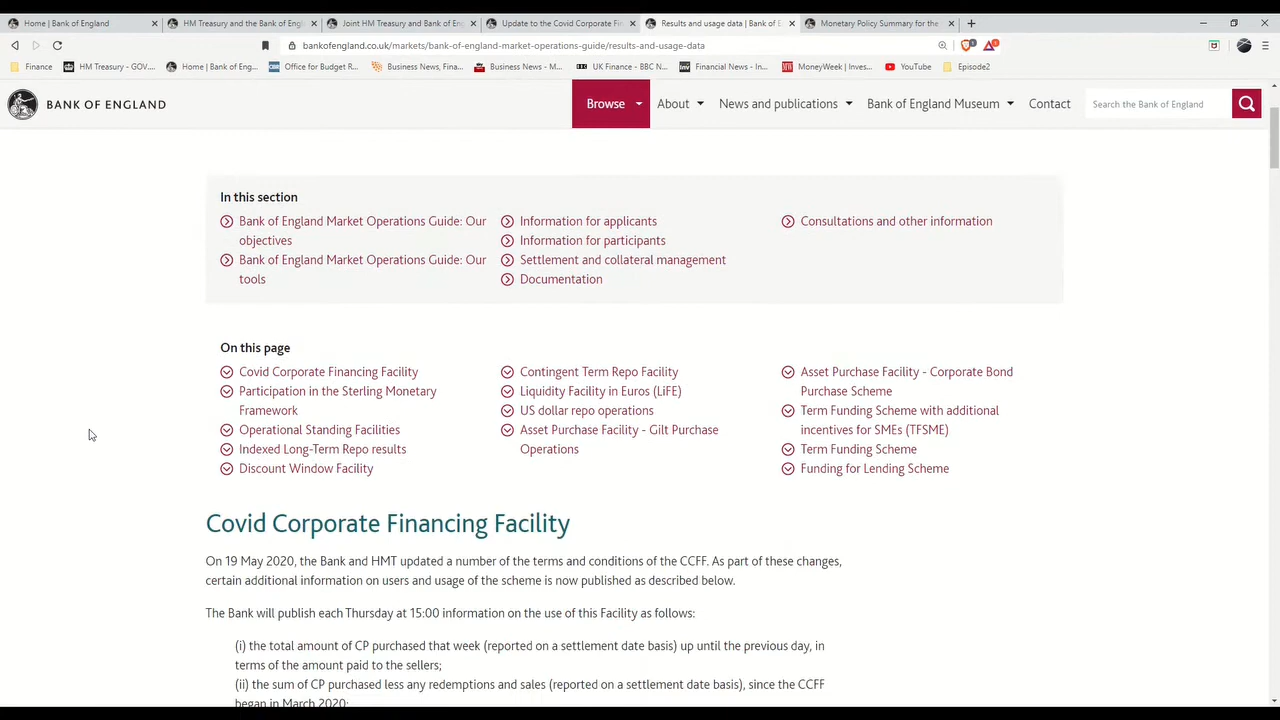 Home | Bank of England
HM Treasury and the Bank of Engl
Joint HM Treasury and Bank of En
Update to the Covid Corporate Fin
Results and usage data | Bank of E
Monetary Policy Summary for the
bankofengland.co.uk/markets/bank-of-england-market-operations-guide/results-and-usage-data
Finance
HM Treasury - GOV....
Home | Bank of Eng...
Office for Budget R...
Business News, Fina...
Business News - M...
UK Finance - BBC N...
Financial News - In...
MoneyWeek | Inves...
YouTube
Episode2
BANK OF ENGLAND
Browse
About
News and publications
Bank of England Museum
Contact
Search the Bank of England
In this section
Bank of England Market Operations Guide: Our
objectives
Bank of England Market Operations Guide: Our
tools
Information for applicants
Information for participants
Settlement and collateral management
Documentation
Consultations and other information
On this page
Covid Corporate Financing Facility
Participation in the Sterling Monetary
Framework
Operational Standing Facilities
Indexed Long-Term Repo results
Discount Window Facility
Contingent Term Repo Facility
Liquidity Facility in Euros (LiFE)
US dollar repo operations
Asset Purchase Facility - Gilt Purchase
Operations
Asset Purchase Facility - Corporate Bond
Purchase Scheme
Term Funding Scheme with additional
incentives for SMEs (TFSME)
Term Funding Scheme
Funding for Lending Scheme
Covid Corporate Financing Facility
On 19 May 2020, the Bank and HMT updated a number of the terms and conditions of the CCFF. As part of these changes,
certain additional information on users and usage of the scheme is now published as described below.
The Bank will publish each Thursday at 15:00 information on the use of this Facility as follows:
(i) the total amount of CP purchased that week (reported on a settlement date basis) up until the previous day, in
terms of the amount paid to the sellers;
(ii) the sum of CP purchased less any redemptions and sales (reported on a settlement date basis), since the CCFF
began in March 2020;